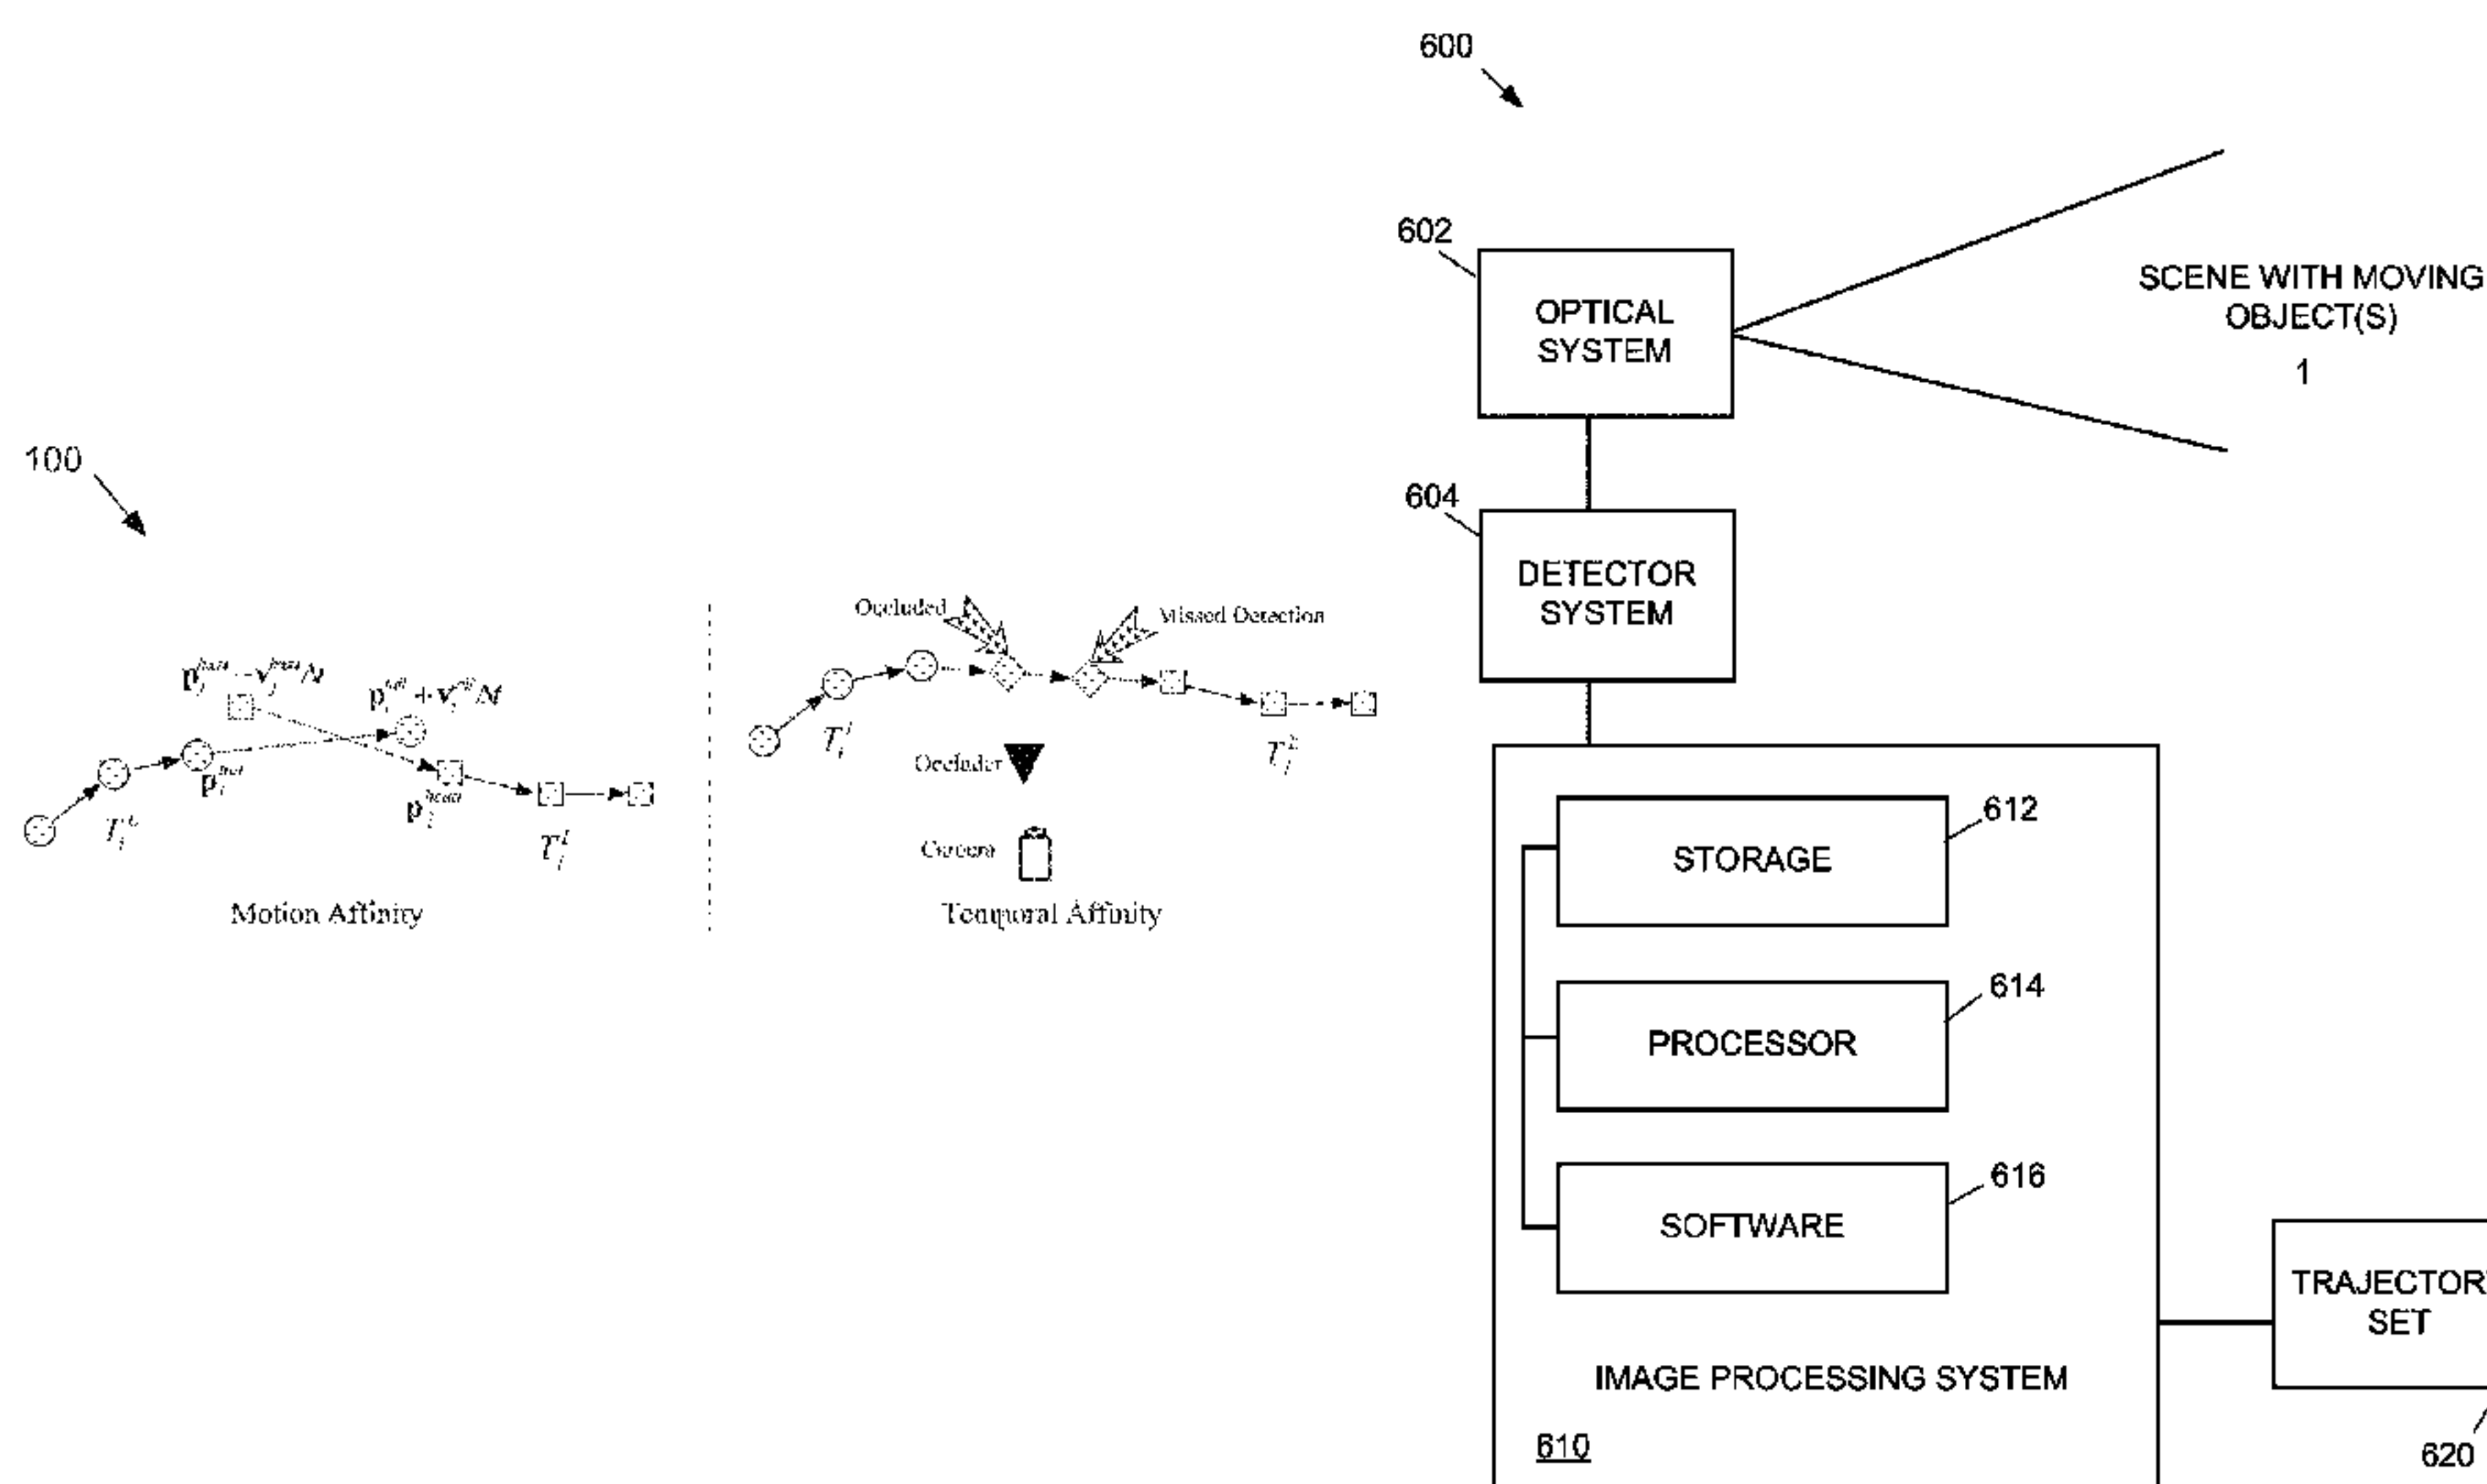 600
602
OPTICAL
SYSTEM
SCENE WITH MOVING
OBJECT(S)
1
604
DETECTOR
SYSTEM
100
Occluded
Missed Detection
Occluder
Camera
Motion Affinity
Temporal Affinity
612
STORAGE
614
PROCESSOR
616
SOFTWARE
TRAJECTOR
SET
IMAGE PROCESSING SYSTEM
610
620